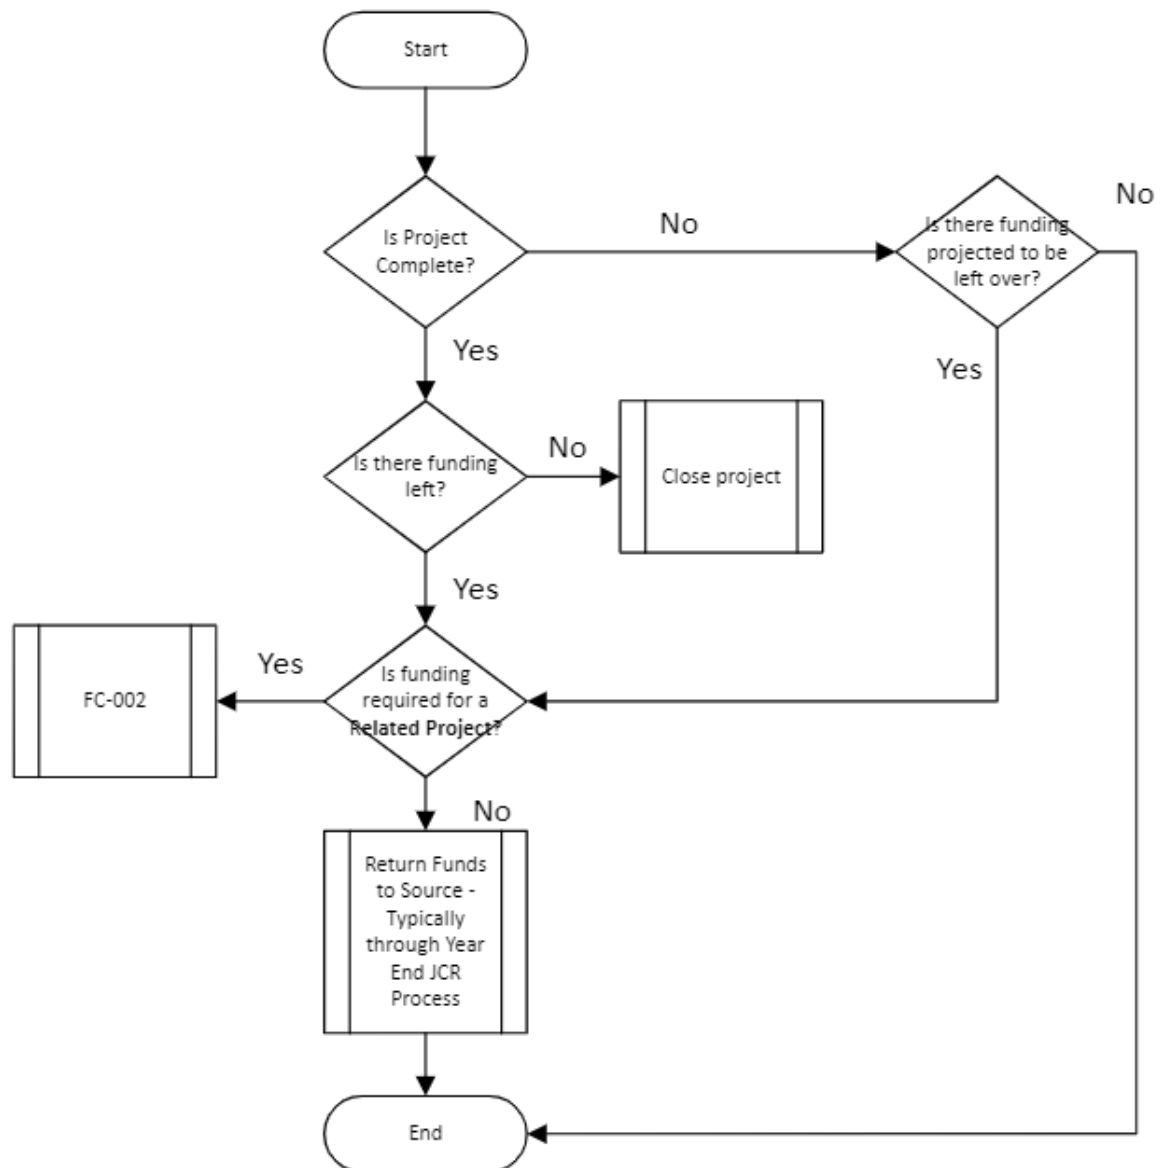 Start
No
Is Project
Complete?
No
Is there funding
projected to be
left over?
Yes
Yes
Is there funding
left?
No
Close project
Yes
Yes
FC-002
Is funding
required for a
Related Project?
No
Return Funds
to Source -
Typically
through Year
End JCR
Process
End